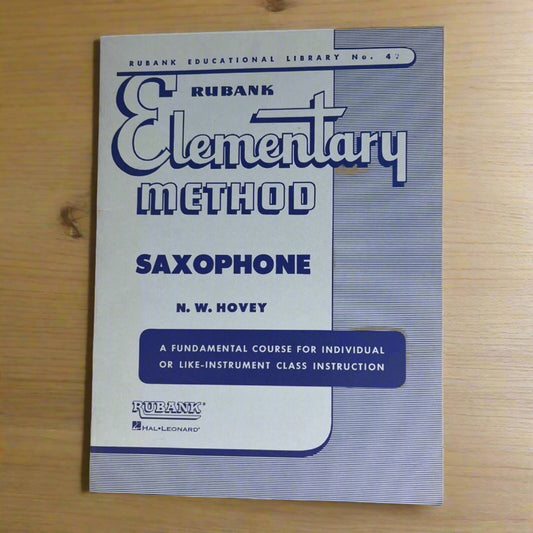 RUBANK EDUCATIONAL LIBRARY No. 42
RUBANK
Elementary
METHOD
SAXOPHONE
N. W. HOVEY
A FUNDAMENTAL COURSE FOR INDIVIDUAL
OR LIKE-INSTRUMENT CLASS INSTRUCTION
RUBANK®
HAL•LEONARD®